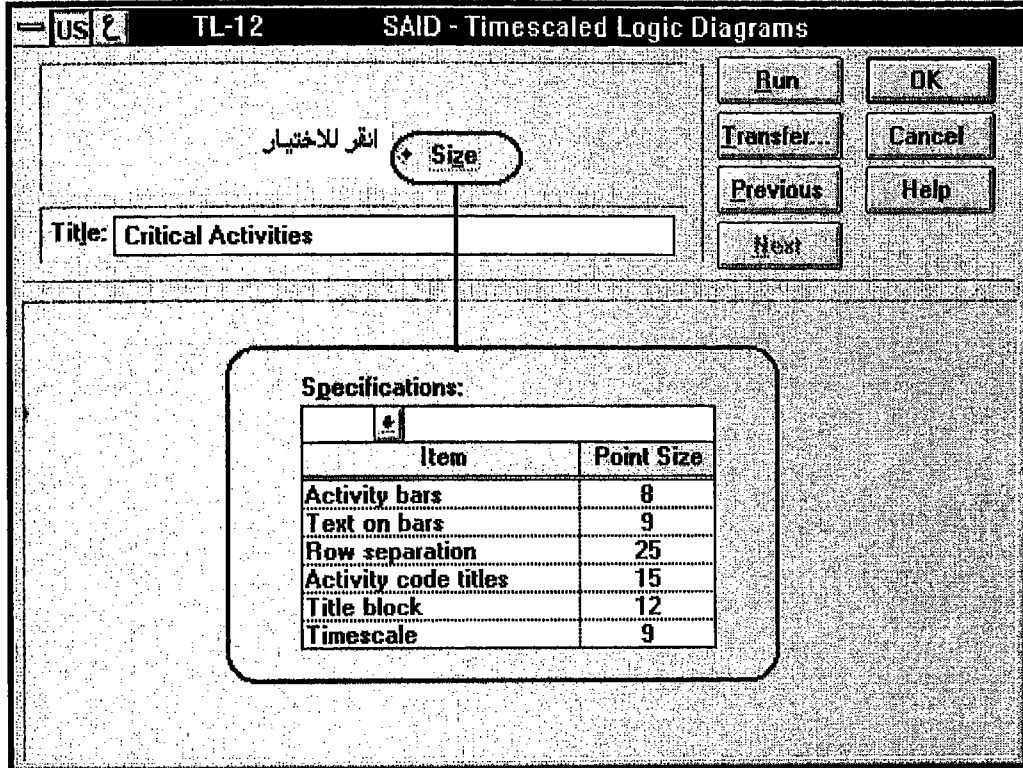 US ع TL-12 SAID - Timescaled Logic Diagrams
Run OK
انقر للاختيار Size
Transfer... Cancel
Previous Help
Title: Critical Activities
Next
Specifications:
Item Point Size
Activity bars 8
Text on bars 9
Row separation 25
Activity code titles 15
Title block 12
Timescale 9